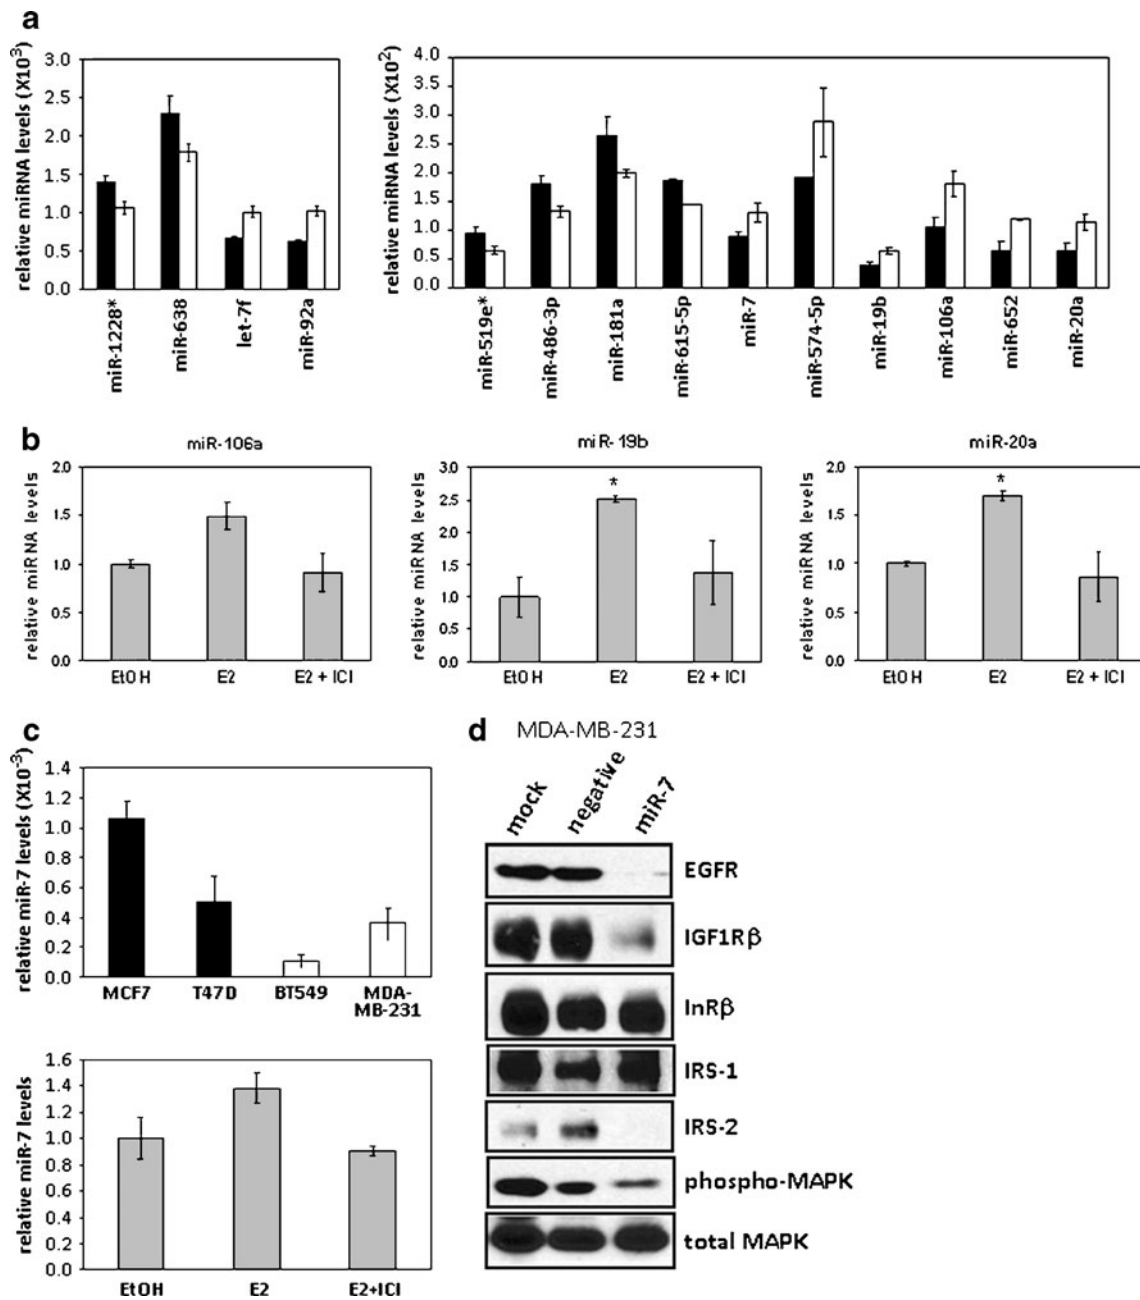 a
relative miRNA levels (X10³)
3.0
2.5
2.0
1.5
1.0
0.5
0.0
miR-1228*
miR-638
let-7f
miR-92a
relative miRNA levels (X10²)
4.0
3.5
3.0
2.5
2.0
1.5
1.0
0.5
0.0
miR-519e*
miR-486-3p
miR-181a
miR-615-5p
miR-7
miR-574-5p
miR-19b
miR-106a
miR-652
miR-20a
b
miR-106a
relative miRNA levels
2.0
1.5
1.0
0.5
0.0
EtOH
E2
E2 + ICI
miR-19b
relative miRNA levels
3.0
2.5
2.0
1.5
1.0
0.5
0.0
*
EtOH
E2
E2 + ICI
miR-20a
relative miRNA levels
2.0
1.5
1.0
0.5
0.0
*
EtOH
E2
E2 + ICI
c
relative miR-7 levels (X10⁻³)
1.4
1.2
1.0
0.8
0.6
0.4
0.2
0.0
MCF7
T47D
BT549
MDA-
MB-231
relative miR-7 levels
1.6
1.4
1.2
1.0
0.8
0.6
0.4
0.2
0.0
EtOH
E2
E2+ICI
d
MDA-MB-231
mock
negative
miR-7
EGFR
IGF1Rβ
InRβ
IRS-1
IRS-2
phospho-MAPK
total MAPK